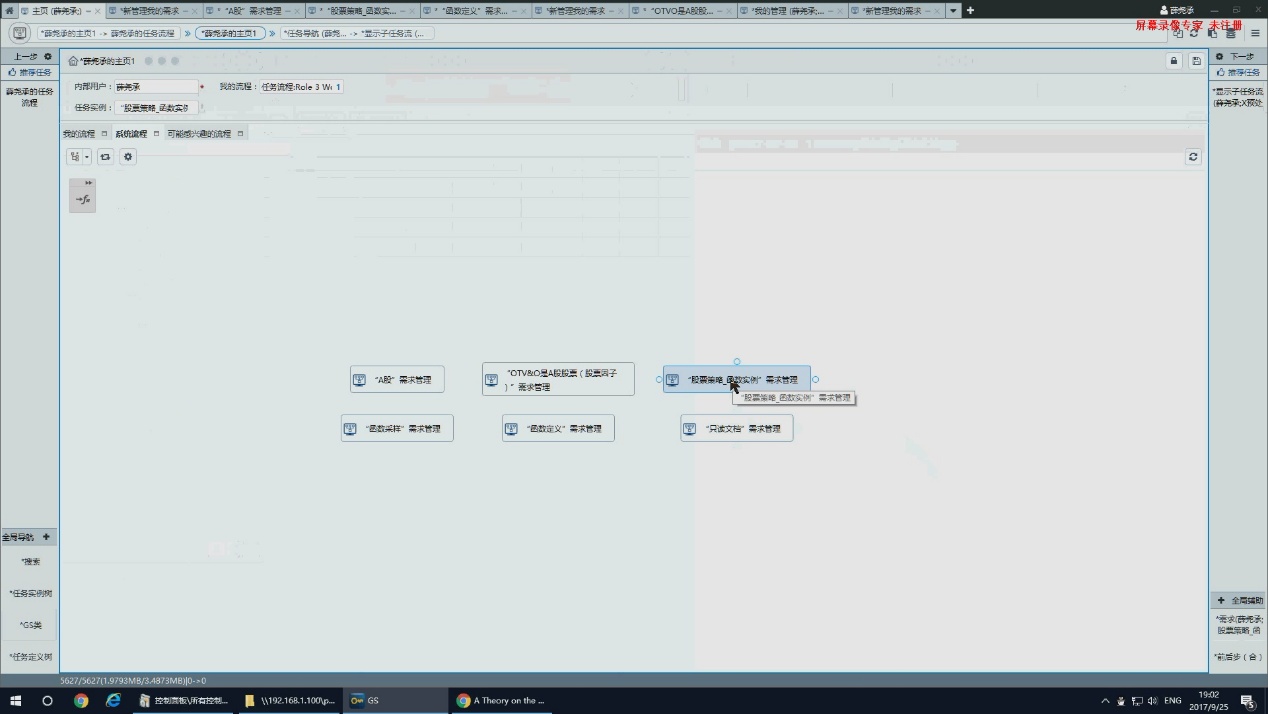 主页 (薛尧承;)
*新管理我的需求
* "A股" 需求管理
* "股票策略_函数实...
* "函数定义" 需求...
*新管理我的需求
* "OTVO是A股股...
*我的管理 (薛尧承;...
*新管理我的需求
薛尧承
屏幕录像专家 未注册
*薛尧承的主页1 -> 薛尧承的任务流程
*薛尧承的主页1
*任务导航 (薛尧... -> *显示子任务流 (...
上一步
*薛尧承的主页1
下一步
推荐任务
内部用户：
薛尧承
我的流程：
任务流程:Role 3 Wi 1
推荐任务
薛尧承的任务
流程
任务实例：
"股票策略_函数实例
*显示子任务流
(薛尧承;X预处
我的流程
系统流程
可能感兴趣的流程
"A股" 需求管理
"OTV&O是A股股票（股票因子
）" 需求管理
"股票策略_函数实例" 需求管理
"股票策略_函数实例" 需求管理
"函数采样" 需求管理
"函数定义" 需求管理
"只读文档" 需求管理
全局导航
*搜索
*任务实例树
*GS类
*任务定义树
全局辅助
*需求(薛尧承;
股票策略_函
*前后步（合）
5627/5627(1.9793MB/3.4873MB)|0->0
控制面板\所有控制...
\\192.168.1.100\p...
GS
A Theory on the ...
ENG
19:02
2017/9/25
5